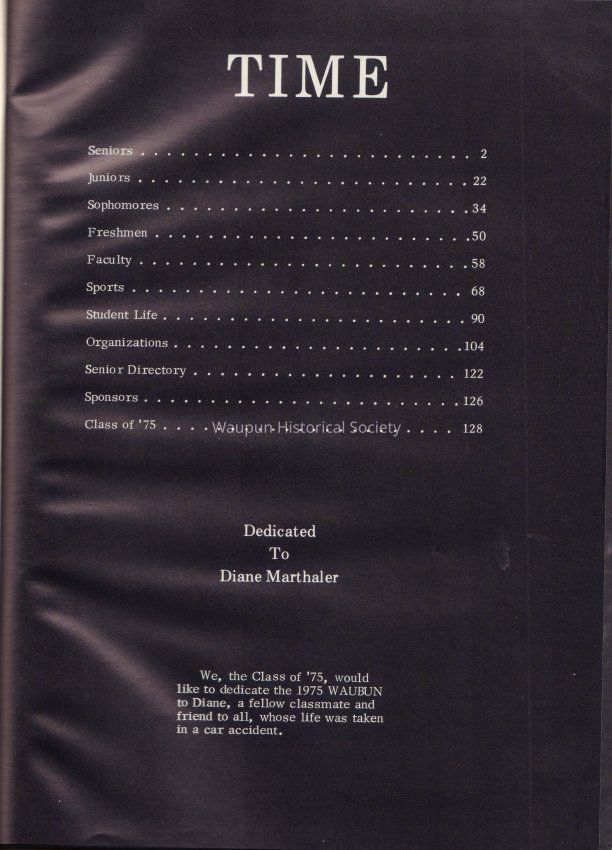 TIME
Seniors . . . . . . . . . . . . . . . . . . . . . . . . . . 2
Juniors . . . . . . . . . . . . . . . . . . . . . . . . . . 22
Sophomores . . . . . . . . . . . . . . . . . . . . . . . . 34
Freshmen . . . . . . . . . . . . . . . . . . . . . . . . . 50
Faculty . . . . . . . . . . . . . . . . . . . . . . . . . . 58
Sports . . . . . . . . . . . . . . . . . . . . . . . . . . 68
Student Life . . . . . . . . . . . . . . . . . . . . . . . . 90
Organizations . . . . . . . . . . . . . . . . . . . . . . . 104
Senior Directory . . . . . . . . . . . . . . . . . . . . . 122
Sponsors . . . . . . . . . . . . . . . . . . . . . . . . . 126
Class of '75 . . . . . . . . . . . . . . . . . . . . . . . 128
Waupun Historical Society
Dedicated
To
Diane Marthaler
We, the Class of '75, would
like to dedicate the 1975 WAUBUN
to Diane, a fellow classmate and
friend to all, whose life was taken
in a car accident.